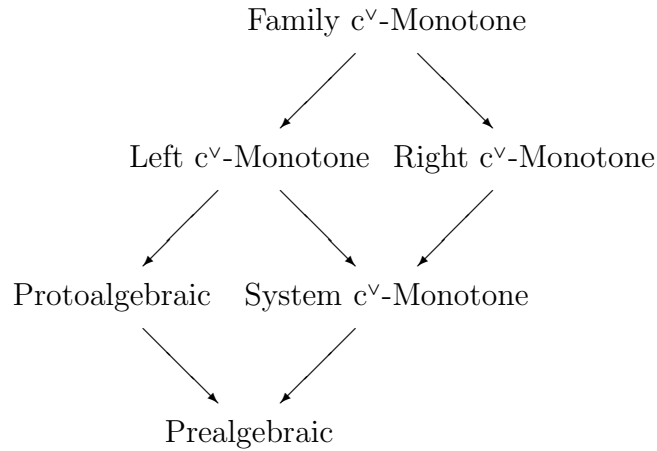 Family c∨-Monotone
Left c∨-Monotone Right c∨-Monotone
Protoalgebraic System c∨-Monotone
Prealgebraic